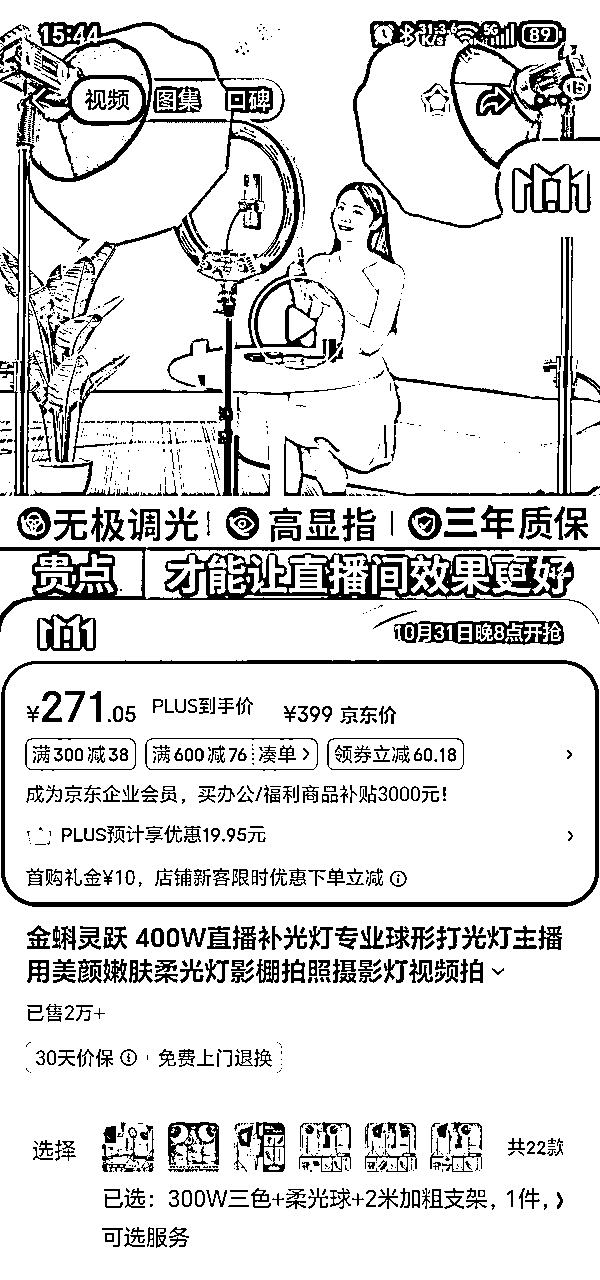 15:44 31.3 K/s 5G 89
视频 图集 口碑
无极调光 | 高显指 | 三年质保
贵点 才能让直播间效果更好
10月31日晚8点开抢
¥271.05 PLUS到手价 ¥399 京东价
满300减38 满600减76 凑单 > 领券立减60.18 >
成为京东企业会员，买办公/福利商品补贴3000元！
PLUS预计享优惠19.95元 >
首购礼金¥10，店铺新客限时优惠下单立减
金蝌灵跃 400W直播补光灯专业球形打光灯主播
用美颜嫩肤柔光灯影棚拍照摄影灯视频拍
已售2万+
30天价保 免费上门退换
选择 共22款
已选：300W三色+柔光球+2米加粗支架，1件，
可选服务